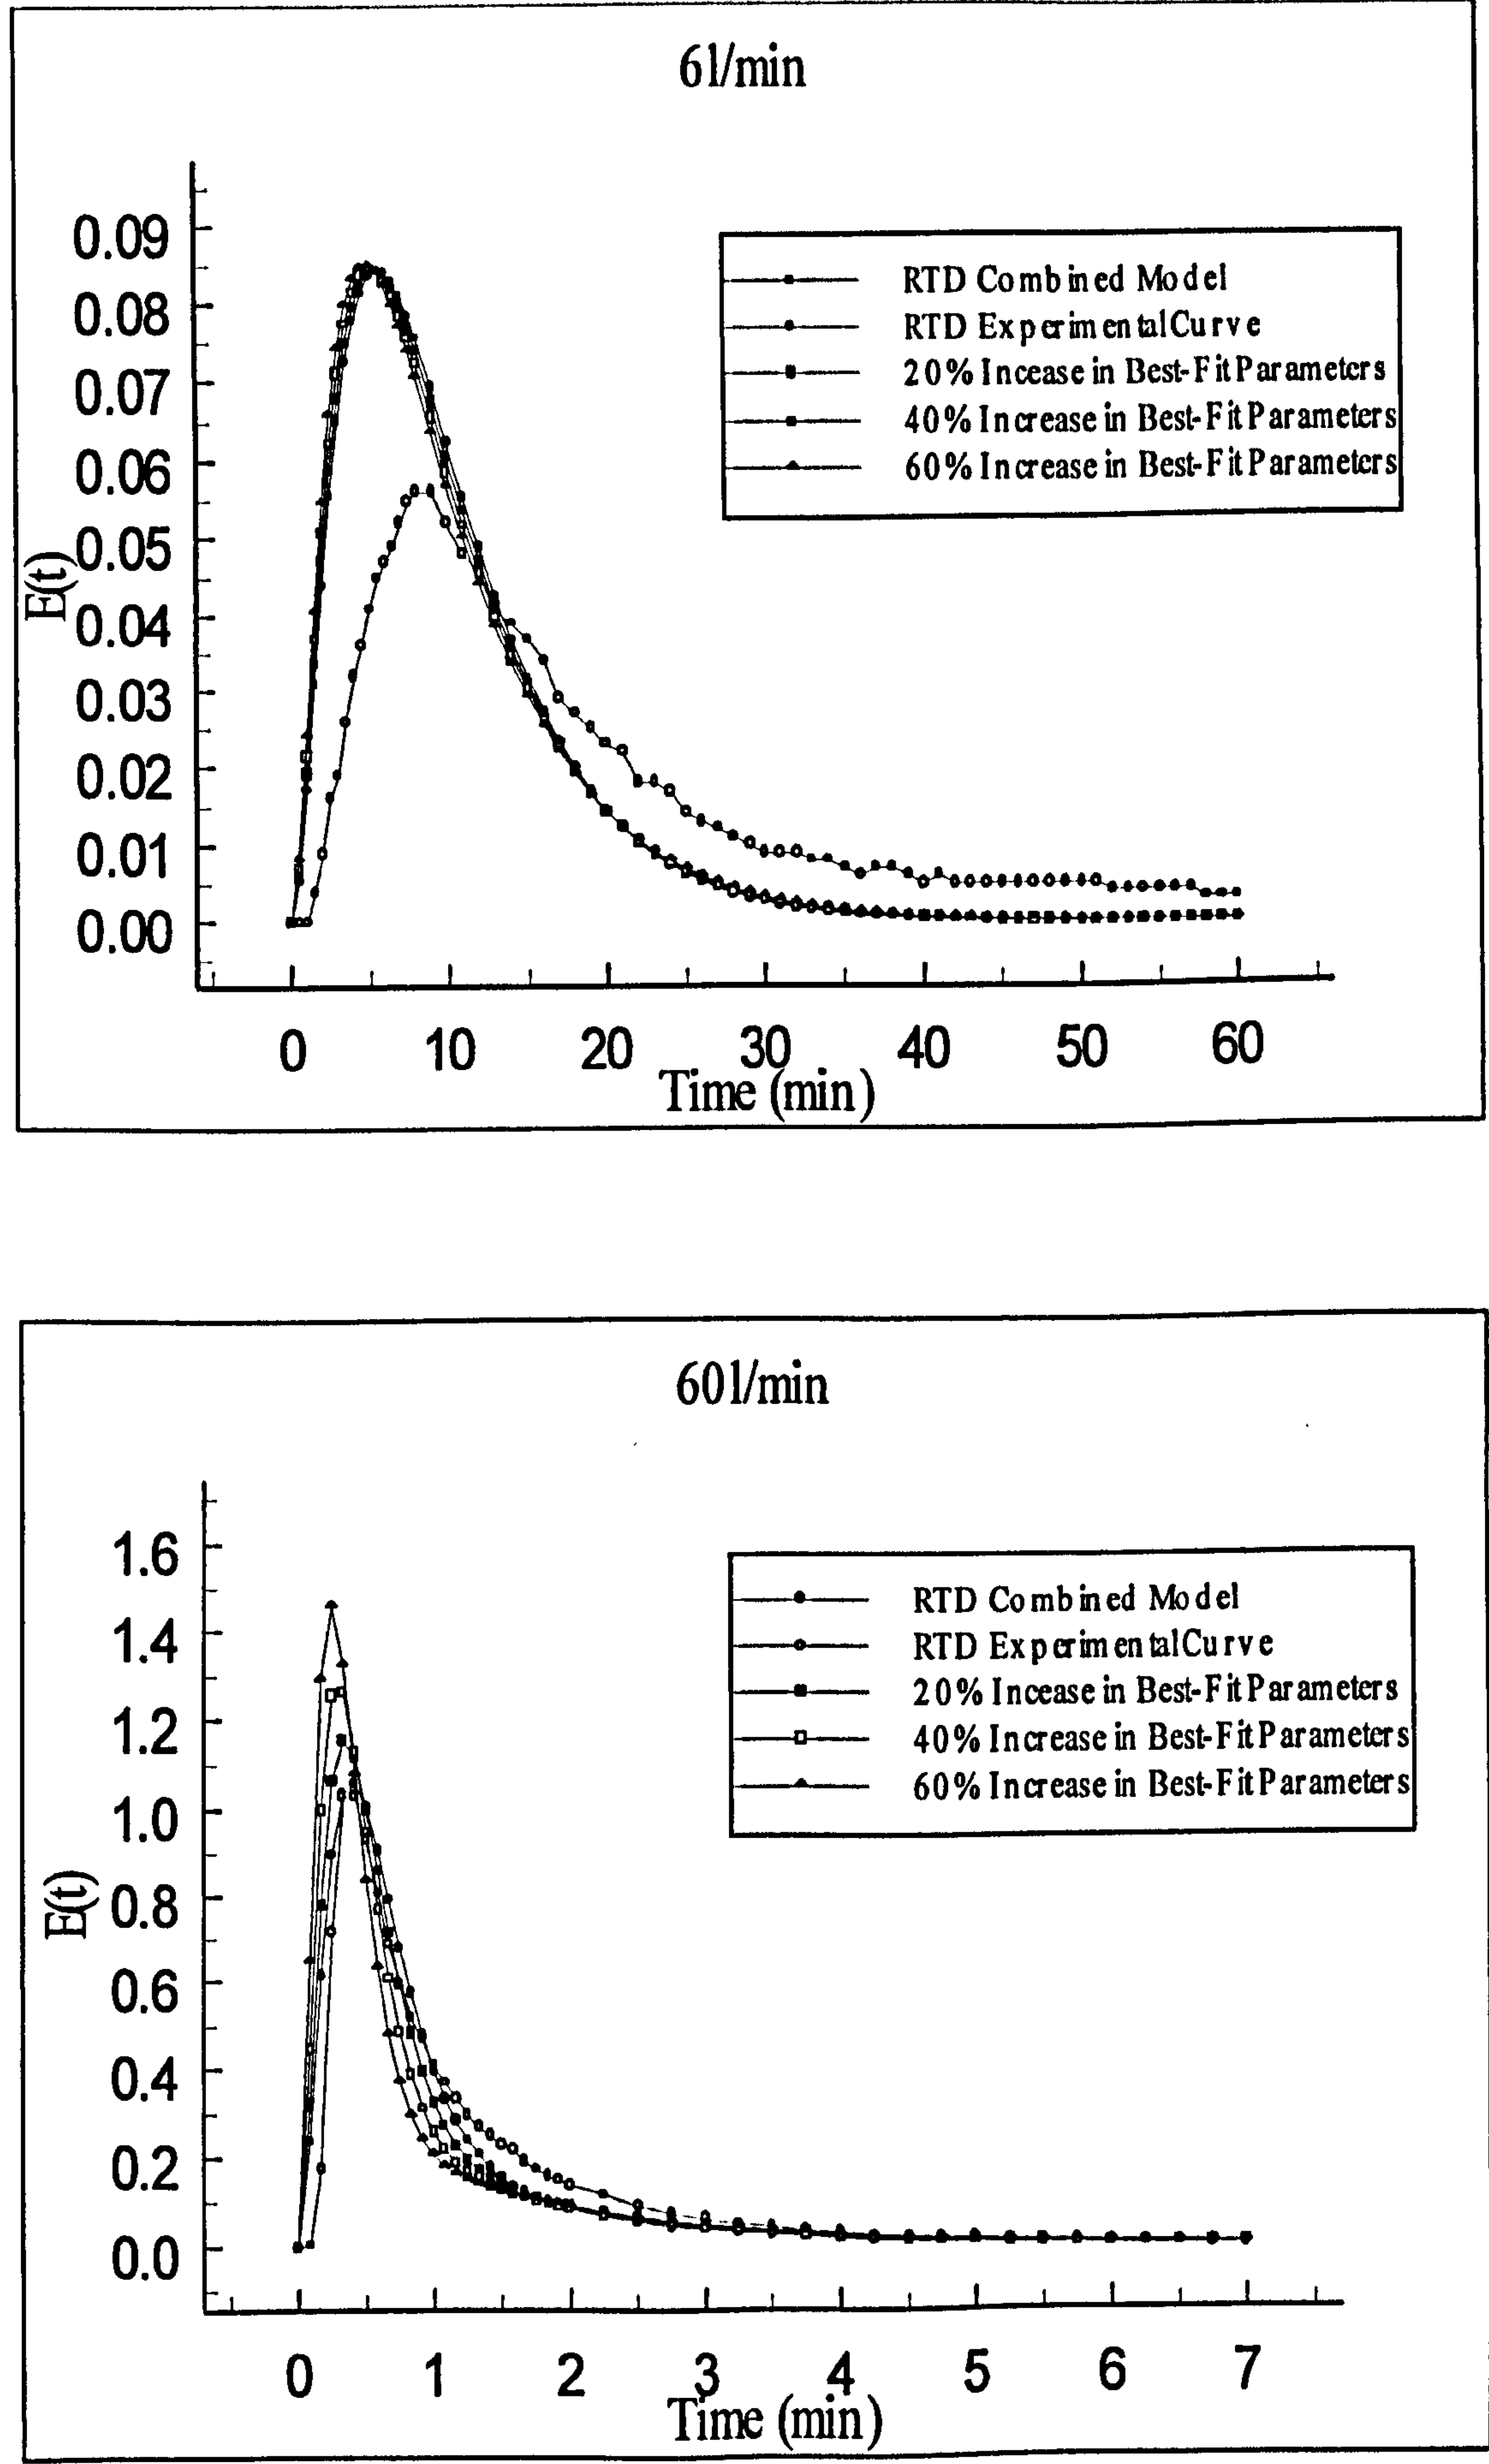 6l/min
0.09
0.08
0.07
0.06
0.05
0.04
0.03
0.02
0.01
0.00
E(t)
RTD Combined Model
RTD Experimental Curve
20% Incease in Best-Fit Parameters
40% Increase in Best-Fit Parameters
60% Increase in Best-Fit Parameters
0 10 20 30 40 50 60
Time (min)
60l/min
1.6
1.4
1.2
1.0
0.8
0.6
0.4
0.2
0.0
E(t)
RTD Combined Model
RTD Experimental Curve
20% Incease in Best-Fit Parameters
40% Increase in Best-Fit Parameters
60% Increase in Best-Fit Parameters
0 1 2 3 4 5 6 7
Time (min)